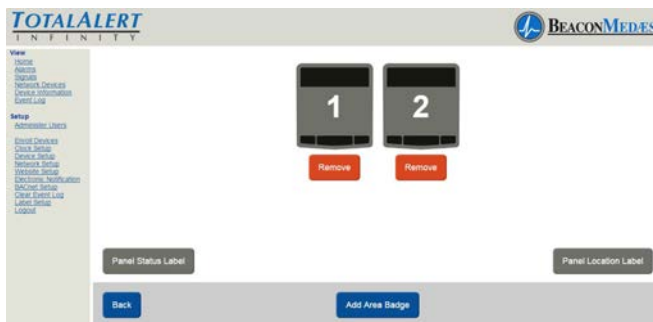 TOTALALERT
INFINITY
BEACONMEDÆS
View
Home
Alarms
Signals
Network Devices
Device Information
Event Log
Setup
Administer Users
Enroll Devices
Clock Setup
Device Setup
Network Setup
Website Setup
Electronic Notification
BACnet Setup
Clear Event Log
Label Setup
Logout
1 2
Remove Remove
Panel Status Label Panel Location Label
Back Add Area Badge